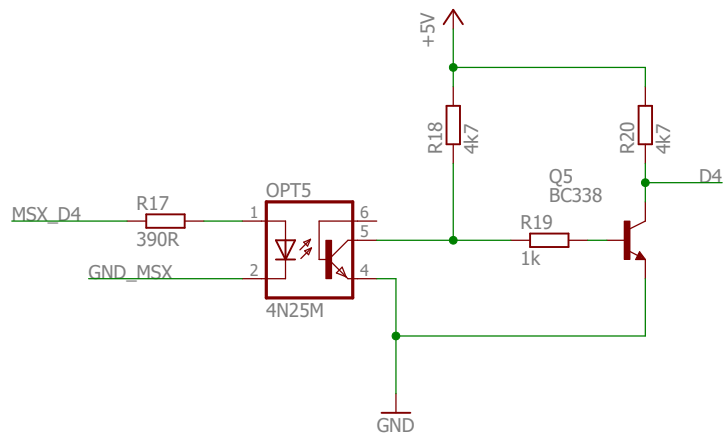 +5V
R18
4k7
R20
4k7
Q5
BC338
D4
OPT5
R17
MSX_D4
390R
1
6
5
R19
1k
GND_MSX
2
4
4N25M
GND